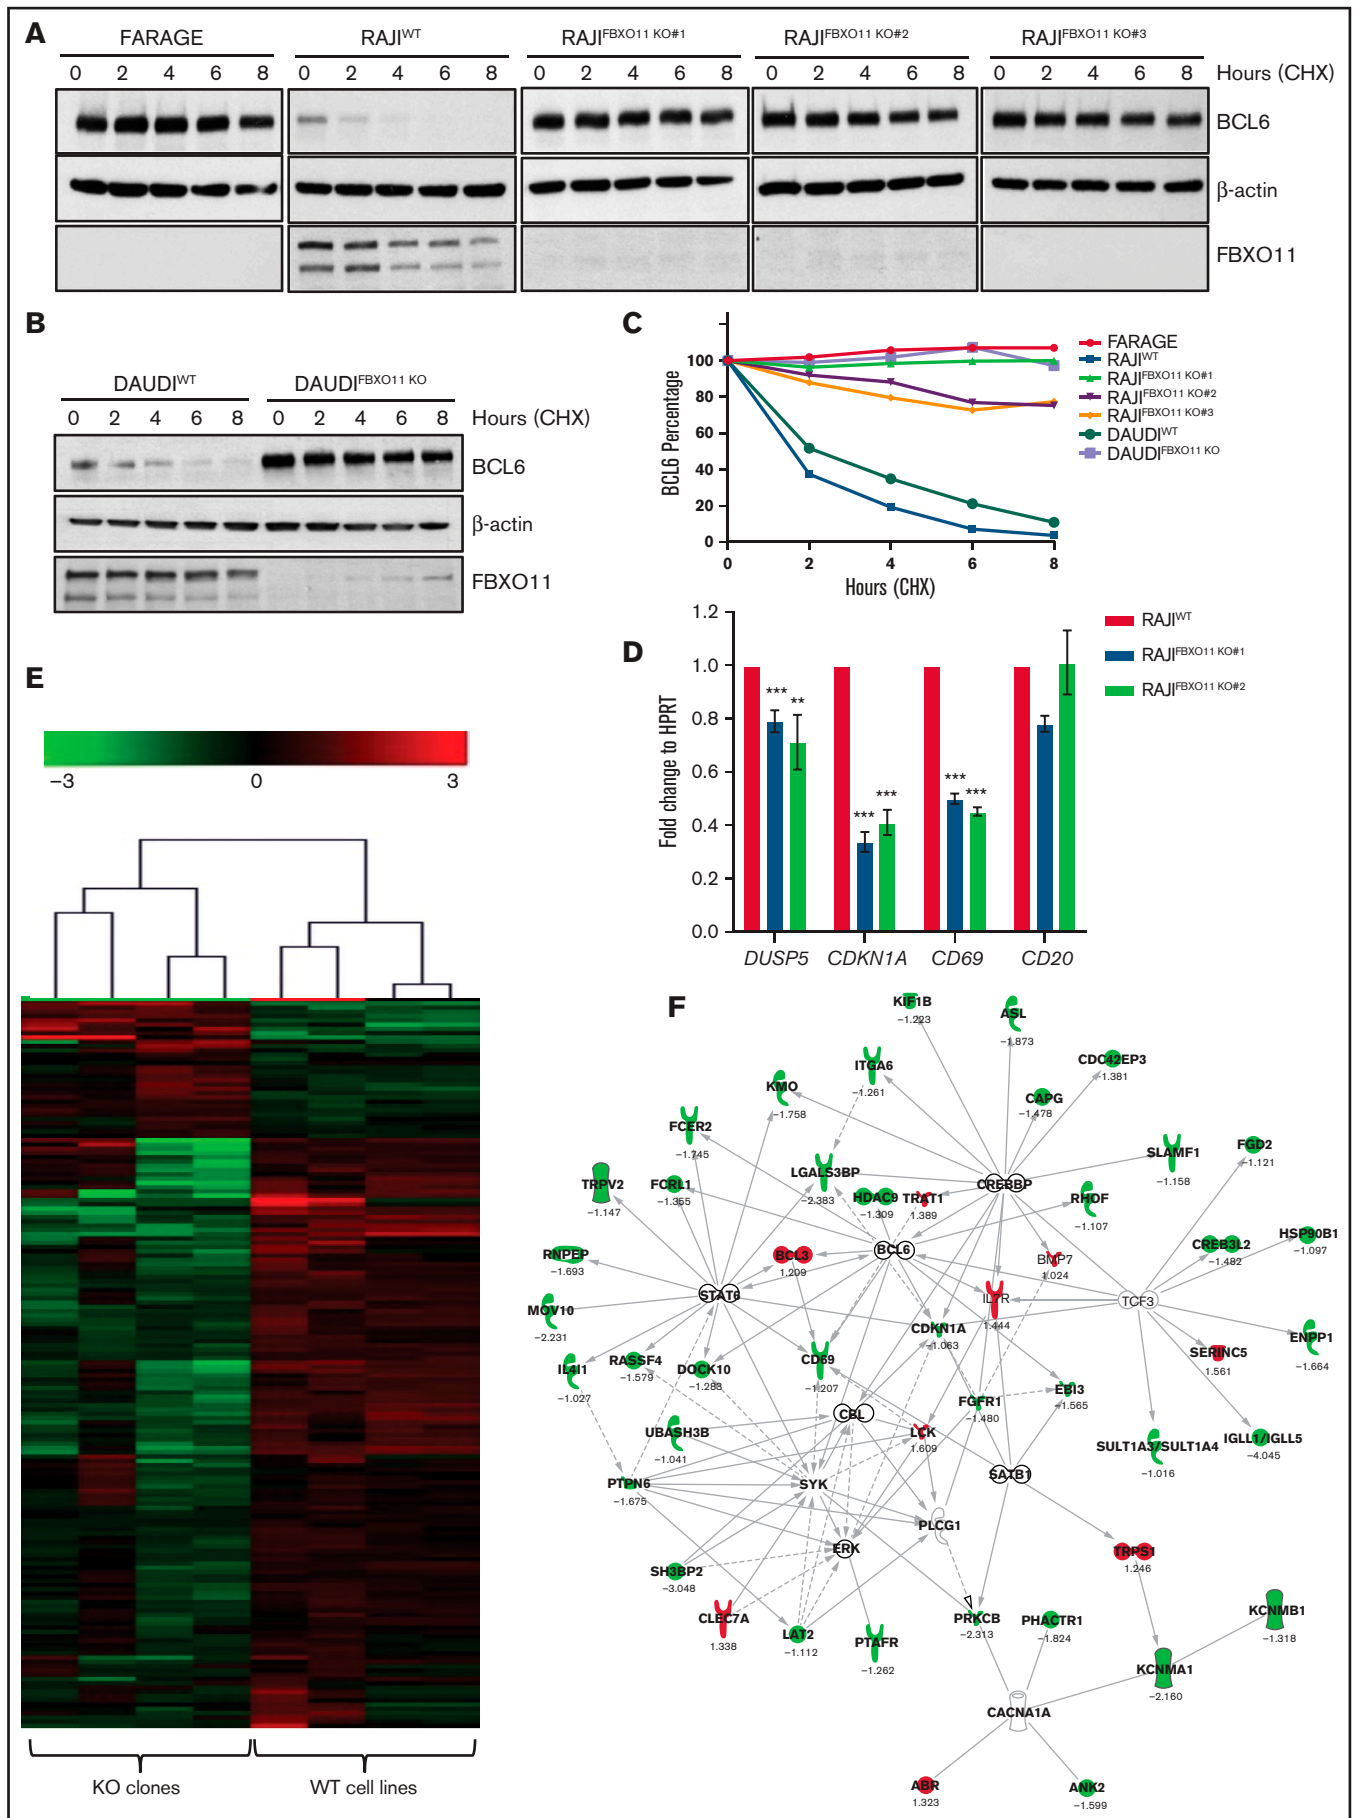 A
FARAGE
RAJIWT
RAJIFBXO11 KO#1
RAJIFBXO11 KO#2
RAJIFBXO11 KO#3
0 2 4 6 8
0 2 4 6 8
0 2 4 6 8
0 2 4 6 8
0 2 4 6 8
Hours (CHX)
BCL6
β-actin
FBXO11
B
DAUDIWT
DAUDIFBXO11 KO
0 2 4 6 8 0 2 4 6 8
Hours (CHX)
BCL6
β-actin
FBXO11
C
BCL6 Percentage
100
80
60
40
20
0
0 2 4 6 8
Hours (CHX)
FARAGE
RAJIWT
RAJIFBXO11 KO#1
RAJIFBXO11 KO#2
RAJIFBXO11 KO#3
DAUDIWT
DAUDIFBXO11 KO
D
Fold change to HPRT
1.2
1.0
0.8
0.6
0.4
0.2
0.0
*** **
*** ***
*** ***
DUSP5 CDKN1A CD69 CD20
RAJIWT
RAJIFBXO11 KO#1
RAJIFBXO11 KO#2
E
−3 0 3
KO clones
WT cell lines
F
KIF1B
−1.223
ASL
−1.873
ITGA6
−1.261
CDC42EP3
−1.381
KMO
−1.758
CAPG
−1.478
FCER2
−1.745
SLAMF1
−1.158
FGD2
−1.121
TRPV2
−1.147
FCRL1
−1.355
LGALS3BP
−2.383
HDAC9
−1.309
TRAT1
1.389
CREBBP
RHOF
−1.107
RNPEP
−1.693
BCL3
1.209
BCL6
BMP7
1.024
CREB3L2
−1.482
HSP90B1
−1.097
STAT6
IL7R
1.444
TCF3
MOV10
−2.231
CDKN1A
−1.063
ENPP1
−1.664
IL4I1
−1.027
RASSF4
−1.579
DOCK10
−1.283
CD69
−1.207
SERINC5
1.561
FGFR1
−1.480
EBI3
−1.565
CBL
UBASH3B
−1.041
LCK
1.609
SULT1A3/SULT1A4
−1.016
IGLL1/IGLL5
−4.045
PTPN6
−1.675
SYK
SATB1
PLCG1
ERK
TRPS1
1.246
SH3BP2
−3.048
CLEC7A
1.338
LAT2
−1.112
PTAFR
−1.262
PRKCB
−2.313
PHACTR1
−1.824
KCNMB1
−1.318
KCNMA1
−2.160
CACNA1A
ABR
1.323
ANK2
−1.599